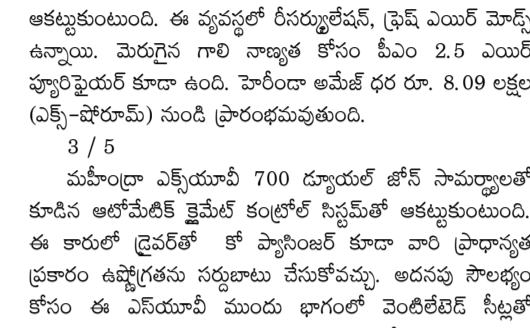 ఆకట్టుకుంటుంది. ఈ వ్యవస్థలో రీసర్క్యులేషన్, ఫ్రెష్ ఎయిర్ మోడ్స్
ఉన్నాయి. మెరుగైన గాలి నాణ్యత కోసం పీఎం 2.5 ఎయిర్
ప్యూరిఫైయర్ కూడా ఉంది. హెరీండా అమేజ్ ధర రూ. 8.09 లక్షల
(ఎక్స్-షోరూమ్) నుండి ప్రారంభమవుతుంది.
3 / 5
మహీంద్రా ఎక్స్‌యూవీ 700 డ్యూయల్ జోన్ సామర్థ్యాలతో
కూడిన ఆటోమేటిక్ క్లైమేట్ కంట్రోల్ సిస్టమ్‌తో ఆకట్టుకుంటుంది.
ఈ కారులో డ్రైవర్‌తో కో ప్యాసింజర్ కూడా వారి ప్రాధాన్యత
ప్రకారం ఉష్ణోగ్రతను సర్దుబాటు చేసుకోవచ్చు. అదనపు సౌలభ్యం
కోసం ఈ ఎస్‌యూవీ ముందు భాగంలో వెంటిలేటెడ్ సీట్లతో